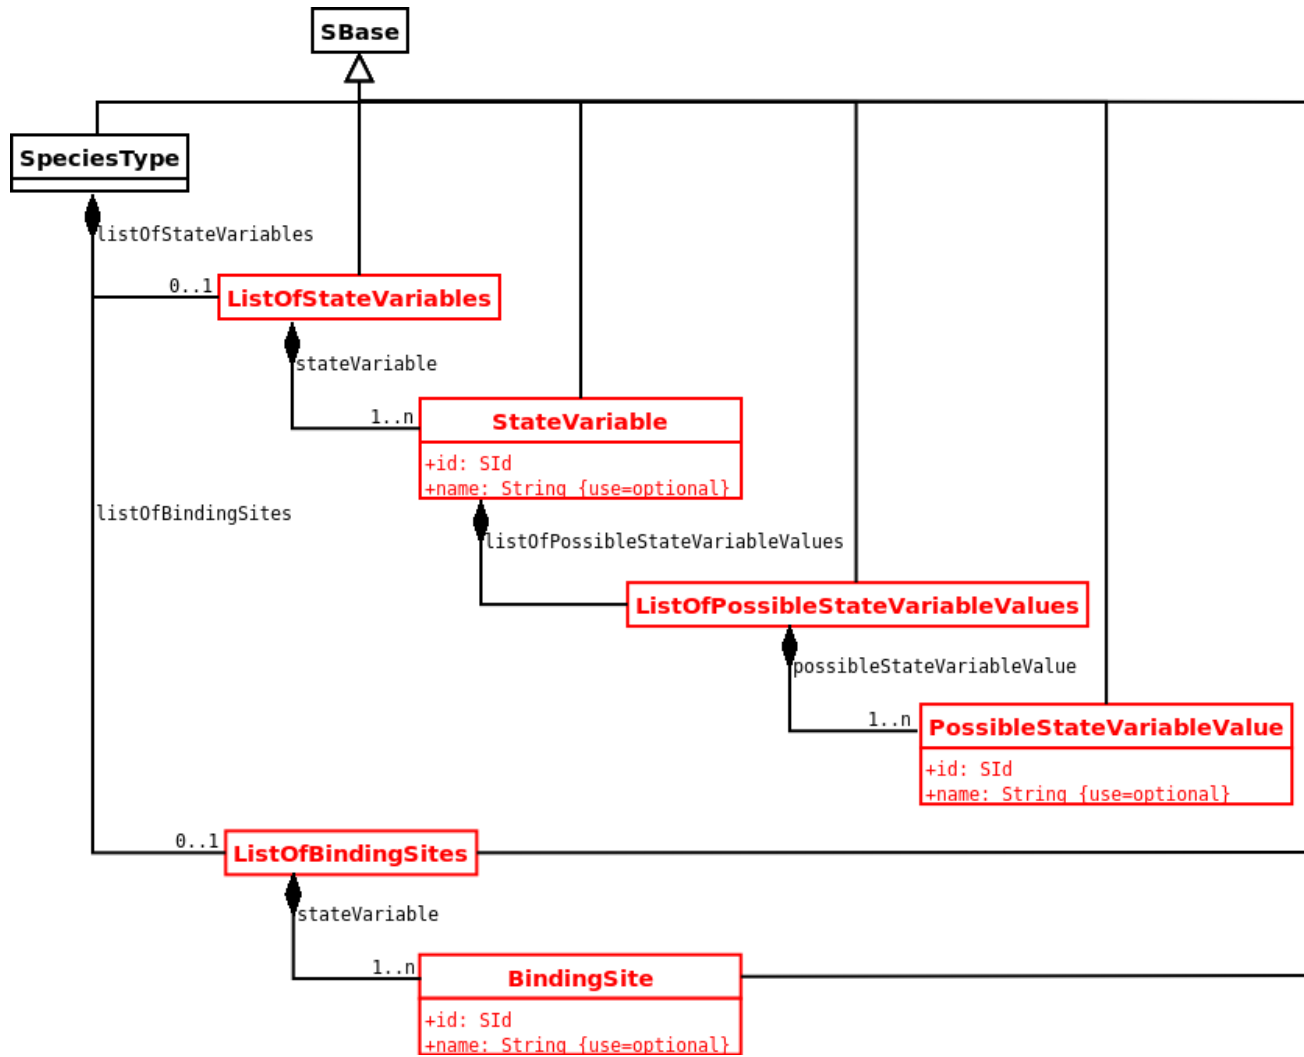 SBase
SpeciesType
listOfStateVariables
0..1
ListOfStateVariables
stateVariable
1..n
StateVariable
+id: SId
+name: String {use=optional}
listOfBindingSites
listOfPossibleStateVariableValues
ListOfPossibleStateVariableValues
possibleStateVariableValue
1..n
PossibleStateVariableValue
+id: SId
+name: String {use=optional}
0..1
ListOfBindingSites
stateVariable
1..n
BindingSite
+id: SId
+name: String {use=optional}